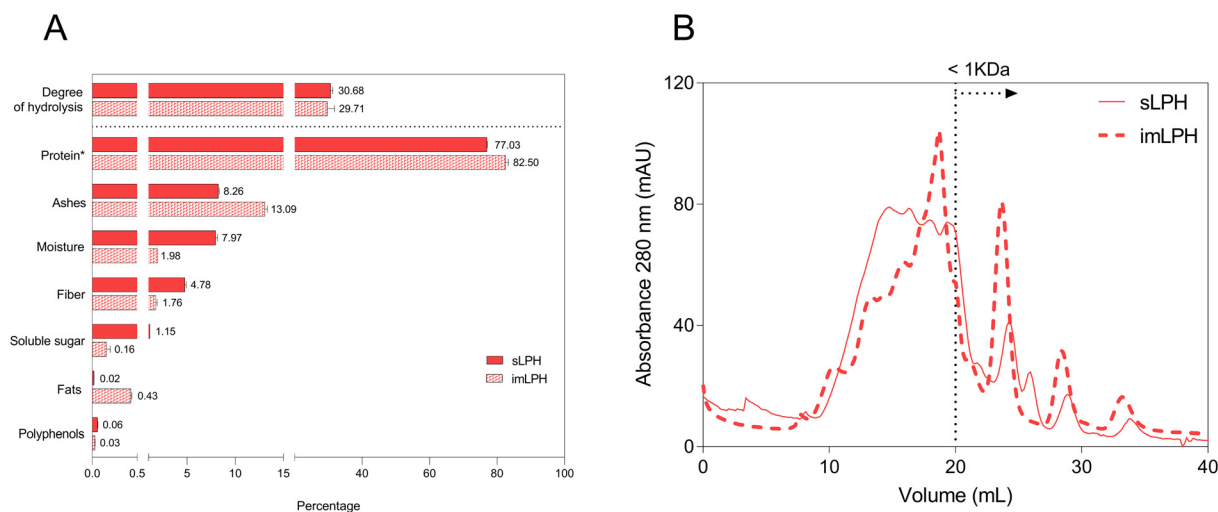 A
Degree
of hydrolysis
30.68
29.71
Protein*
77.03
82.50
Ashes
8.26
13.09
Moisture
7.97
1.98
Fiber
4.78
1.76
Soluble sugar
1.15
0.16
Fats
0.02
0.43
Polyphenols
0.06
0.03
sLPH
imLPH
0.0 0.5 5 10 15 40 60 80 100
Percentage
B
< 1KDa
sLPH
imLPH
Absorbance 280 nm (mAU)
120
80
40
0
0 10 20 30 40
Volume (mL)